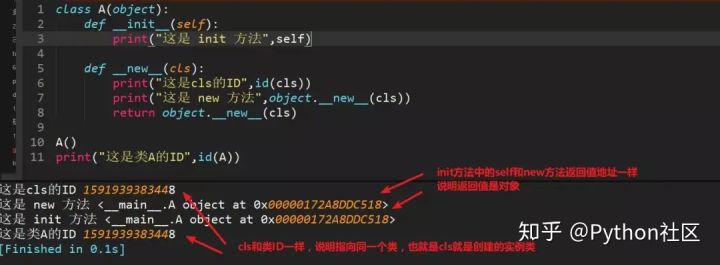 1 class A(object):
2 def __init__(self):
3 print("这是 init 方法",self)
4
5 def __new__(cls):
6 print("这是cls的ID",id(cls))
7 print("这是 new 方法",object.__new__(cls))
8 return object.__new__(cls)
9
10 A()
11 print("这是类A的ID",id(A))
init方法中的self和new方法返回值地址一样
说明返回值是对象
这是cls的ID 1591939383448
这是 new 方法 <__main__.A object at 0x00000172A8DDC518>
这是 init 方法 <__main__.A object at 0x00000172A8DDC518>
这是类A的ID 1591939383448
cls和类ID一样，说明指向同一个类，也就是cls就是创建的实例类
[Finished in 0.1s]
知乎 @Python社区